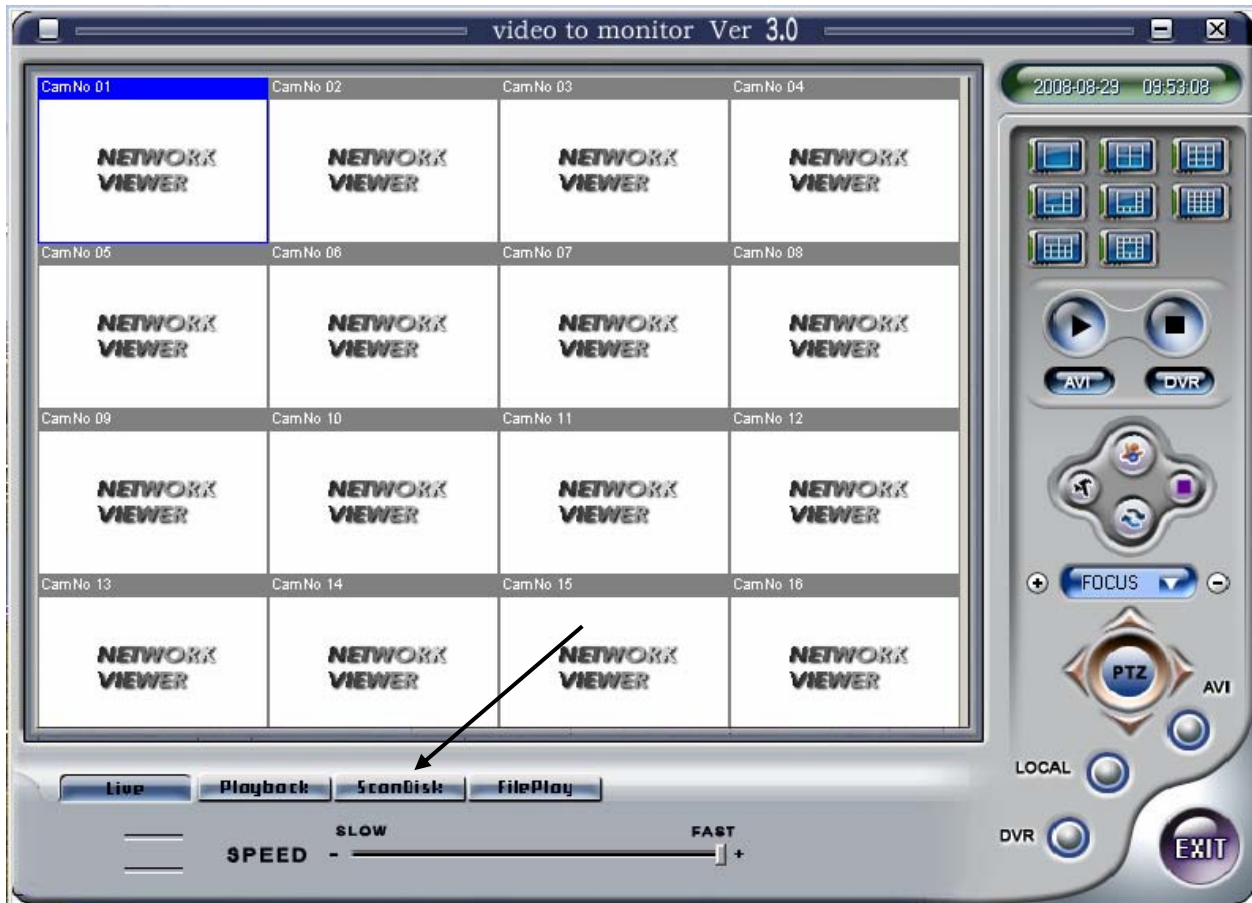 video to monitor Ver 3.0
2008-08-29 09:53:08
CamNo 01 CamNo 02 CamNo 03 CamNo 04
NETWORK NETWORK NETWORK NETWORK
VIEWER VIEWER VIEWER VIEWER
CamNo 05 CamNo 06 CamNo 07 CamNo 08
NETWORK NETWORK NETWORK NETWORK
VIEWER VIEWER VIEWER VIEWER
CamNo 09 CamNo 10 CamNo 11 CamNo 12
NETWORK NETWORK NETWORK NETWORK
VIEWER VIEWER VIEWER VIEWER
CamNo 13 CamNo 14 CamNo 15 CamNo 16
NETWORK NETWORK NETWORK NETWORK
VIEWER VIEWER VIEWER VIEWER
AVI DVR
+ FOCUS -
PTZ
AVI
LOCAL
DVR
EXIT
Live Playback ScanDisk FilePlay
SLOW FAST
SPEED - +